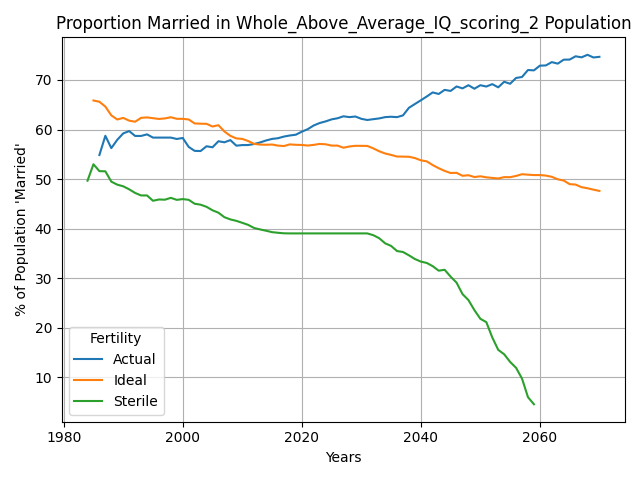 Proportion Married in Whole_Above_Average_IQ_scoring_2 Population
% of Population 'Married'
70
60
50
40
30
20
10
Fertility
Actual
Ideal
Sterile
1980
2000
2020
2040
2060
Years